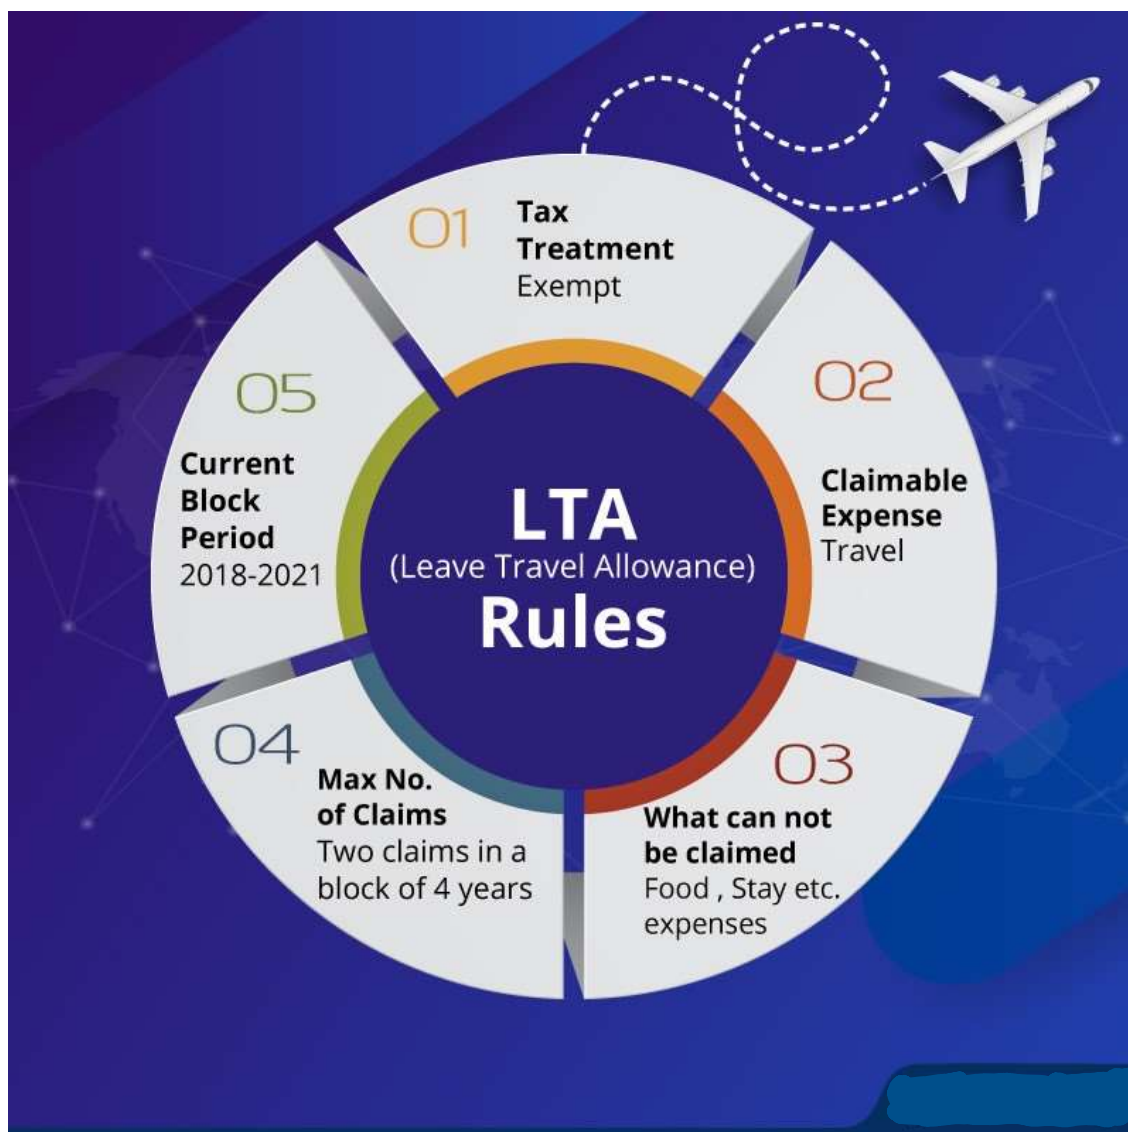 LTA
(Leave Travel Allowance)
Rules
01
Tax
Treatment
Exempt
02
Claimable
Expense
Travel
03
What can not
be claimed
Food , Stay etc.
expenses
04
Max No.
of Claims
Two claims in a
block of 4 years
05
Current
Block
Period
2018-2021